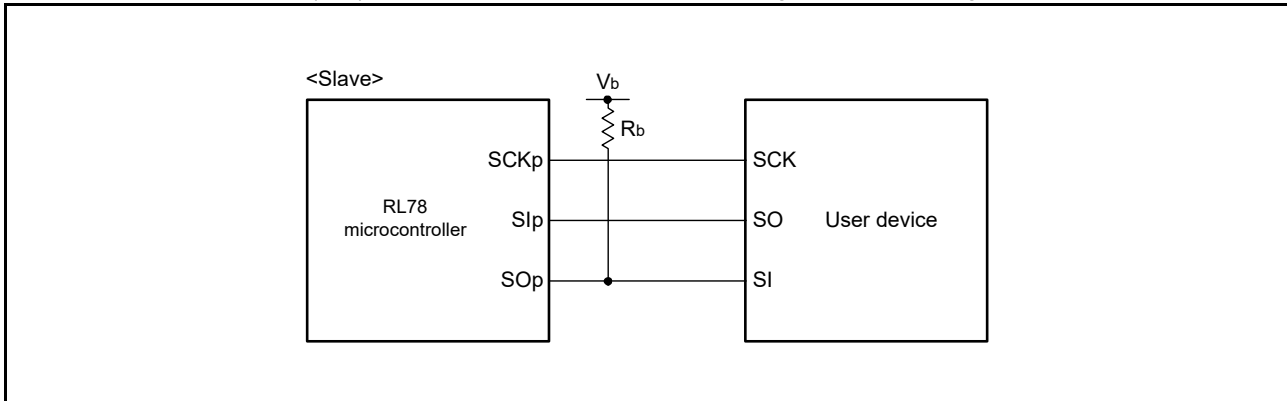 <Slave>
Vb
Rb
SCKp
SCK
RL78
microcontroller
SIp
SO
User device
SOp
SI